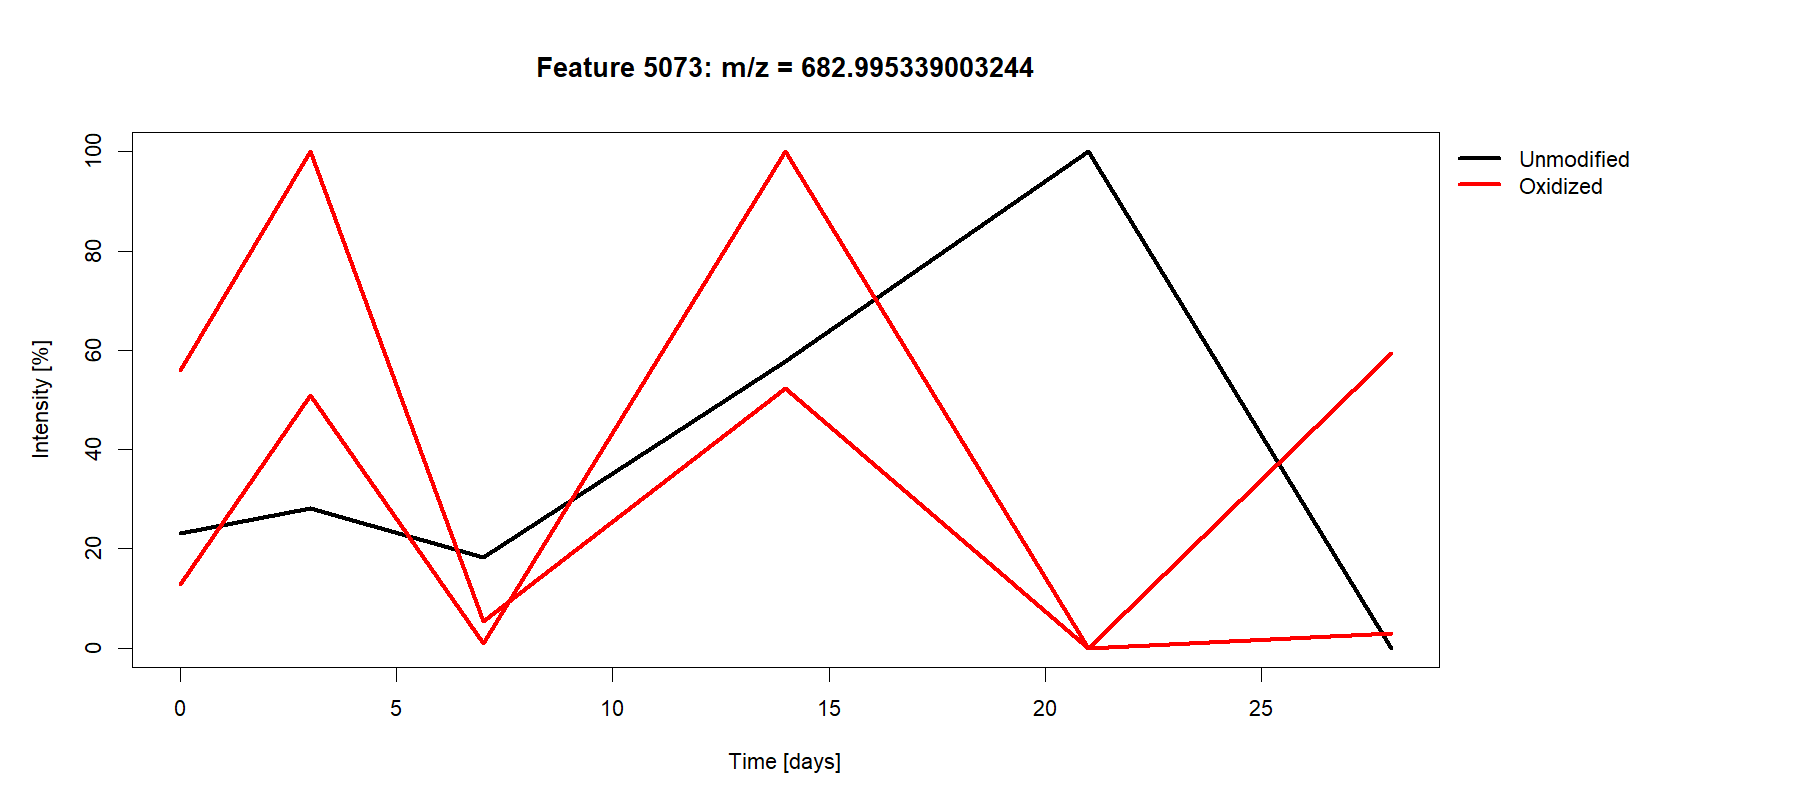 Feature 5073: m/z = 682.995339003244
Unmodified
Oxidized
100
80
60
40
20
0
Intensity [%]
0 5 10 15 20 25
Time [days]